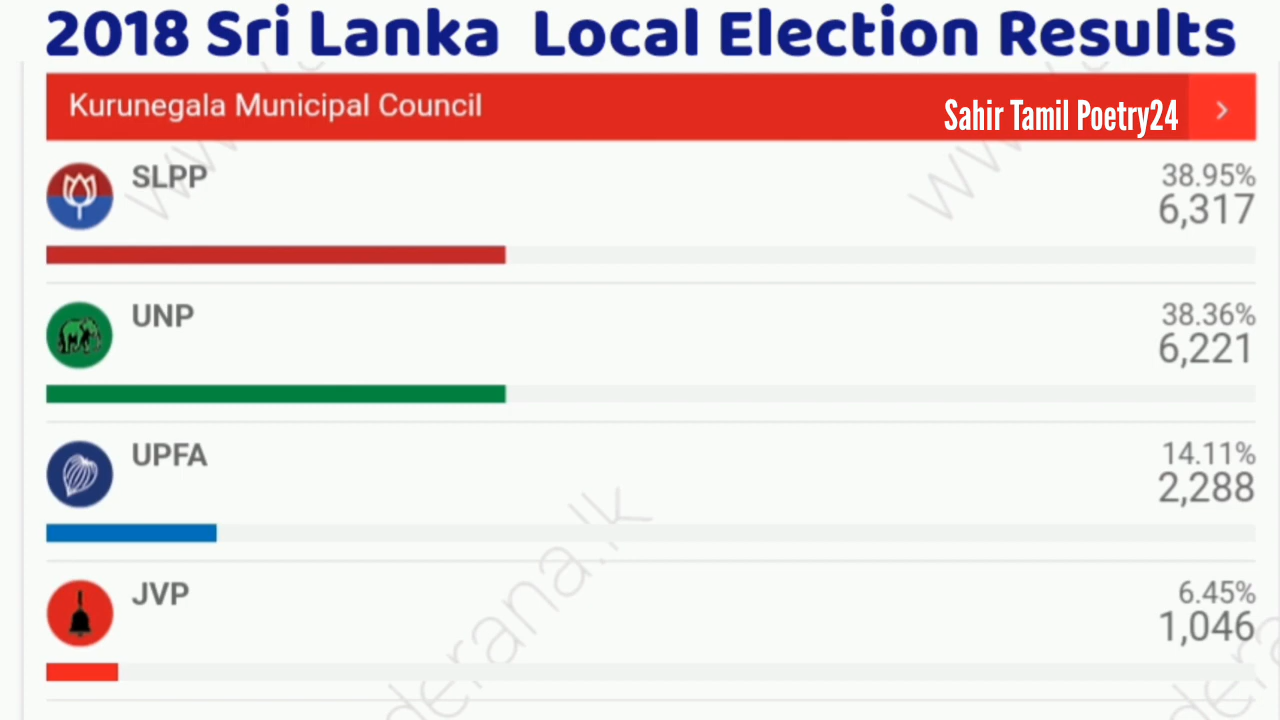 2018 Sri Lanka Local Election Results
Kurunegala Municipal Council
Sahir Tamil Poetry24
SLPP
38.95%
6,317
UNP
38.36%
6,221
UPFA
14.11%
2,288
JVP
6.45%
1,046